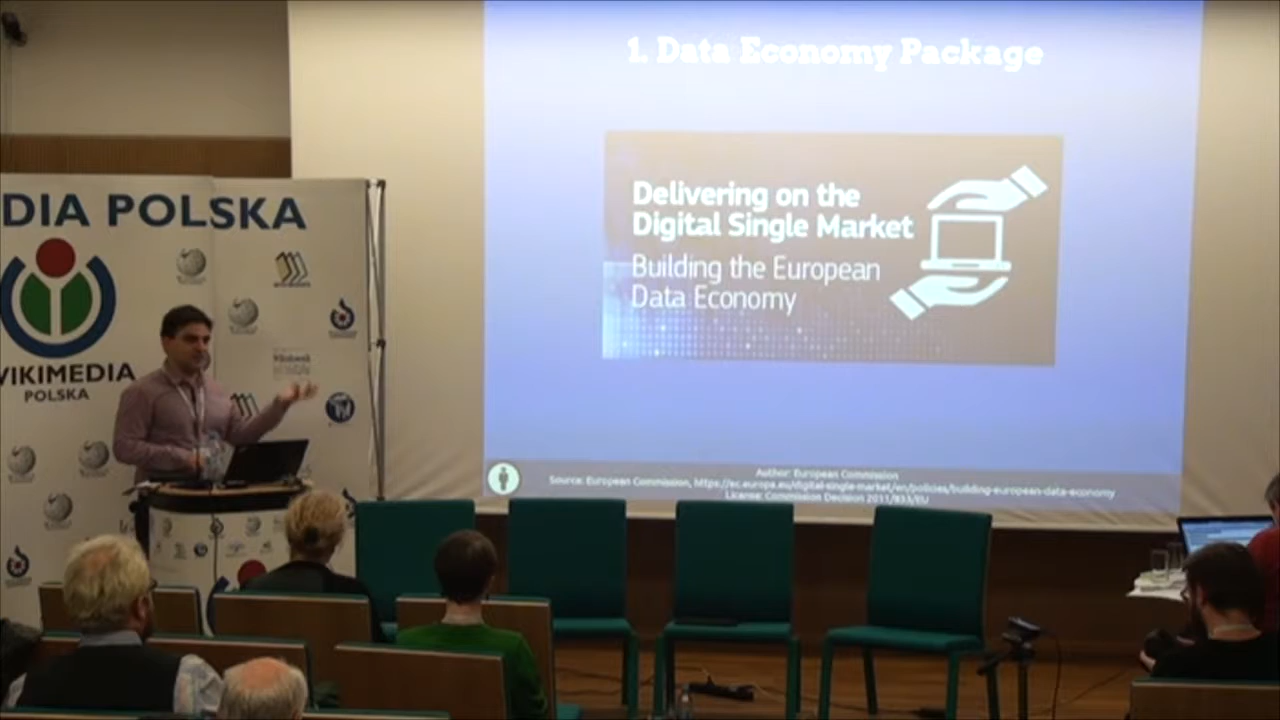 1. Data Economy Package
Delivering on the
Digital Single Market
Building the European
Data Economy
DIA POLSKA
VIKIMEDIA
POLSKA
Author: European Commission
Source: European Commission, https://ec.europa.eu/digital-single-market/en/policies/building-european-data-economy
License: Commission Decision 2011/833/EU